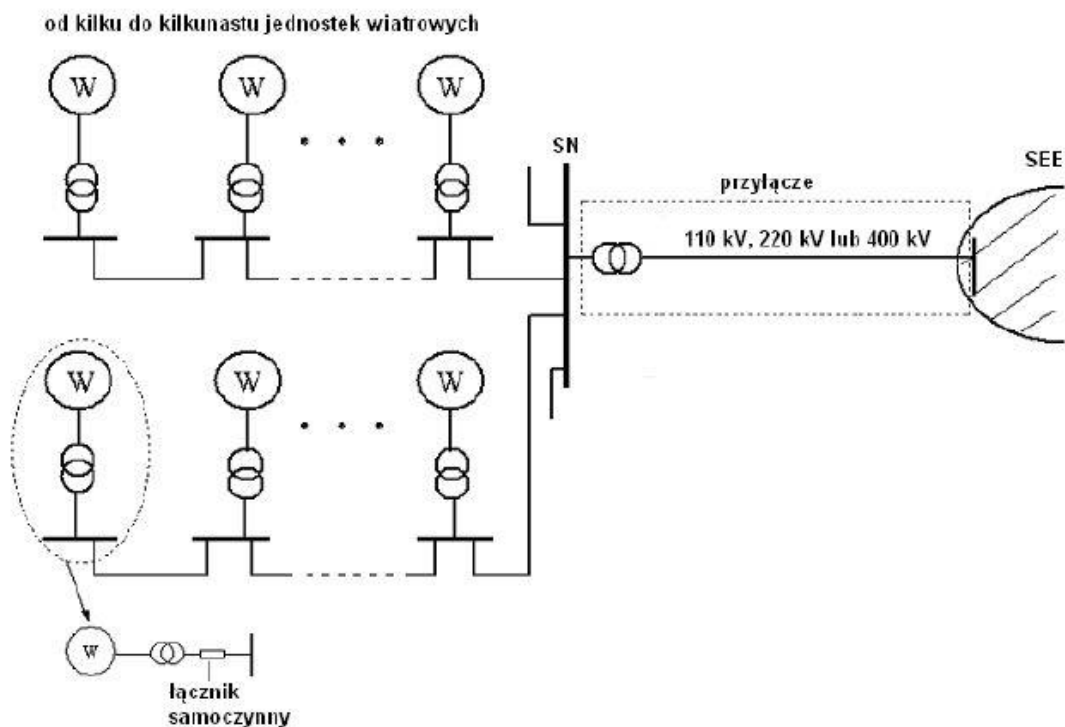 od kilku do kilkunastu jednostek wiatrowych
W
W
W
SN
SEE
przyłącze
110 kV, 220 kV lub 400 kV
W
W
W
W
łącznik
samoczynny